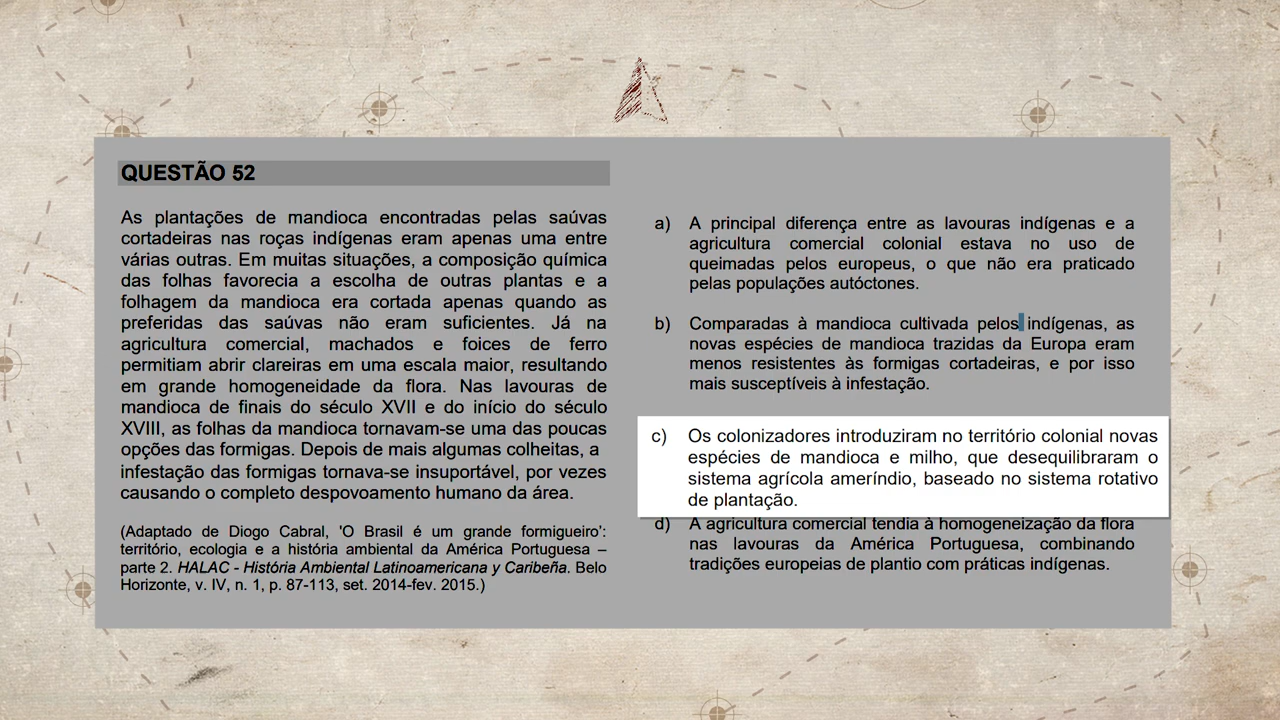 QUESTÃO 52
As plantações de mandioca encontradas pelas saúvas
cortadeiras nas roças indígenas eram apenas uma entre
várias outras. Em muitas situações, a composição química
das folhas favorecia a escolha de outras plantas e a
folhagem da mandioca era cortada apenas quando as
preferidas das saúvas não eram suficientes. Já na
agricultura comercial, machados e foices de ferro
permitiam abrir clareiras em uma escala maior, resultando
em grande homogeneidade da flora. Nas lavouras de
mandioca de finais do século XVII e do início do século
XVIII, as folhas da mandioca tornavam-se uma das poucas
opções das formigas. Depois de mais algumas colheitas, a
infestação das formigas tornava-se insuportável, por vezes
causando o completo despovoamento humano da área.
(Adaptado de Diogo Cabral, 'O Brasil é um grande formigueiro’:
território, ecologia e a história ambiental da América Portuguesa –
parte 2. HALAC - História Ambiental Latinoamericana y Caribeña. Belo
Horizonte, v. IV, n. 1, p. 87-113, set. 2014-fev. 2015.)
a) A principal diferença entre as lavouras indígenas e a
agricultura comercial colonial estava no uso de
queimadas pelos europeus, o que não era praticado
pelas populações autóctones.
b) Comparadas à mandioca cultivada pelos indígenas, as
novas espécies de mandioca trazidas da Europa eram
menos resistentes às formigas cortadeiras, e por isso
mais susceptíveis à infestação.
c) Os colonizadores introduziram no território colonial novas
espécies de mandioca e milho, que desequilibraram o
sistema agrícola ameríndio, baseado no sistema rotativo
de plantação.
d) A agricultura comercial tendia à homogeneização da flora
nas lavouras da América Portuguesa, combinando
tradições europeias de plantio com práticas indígenas.